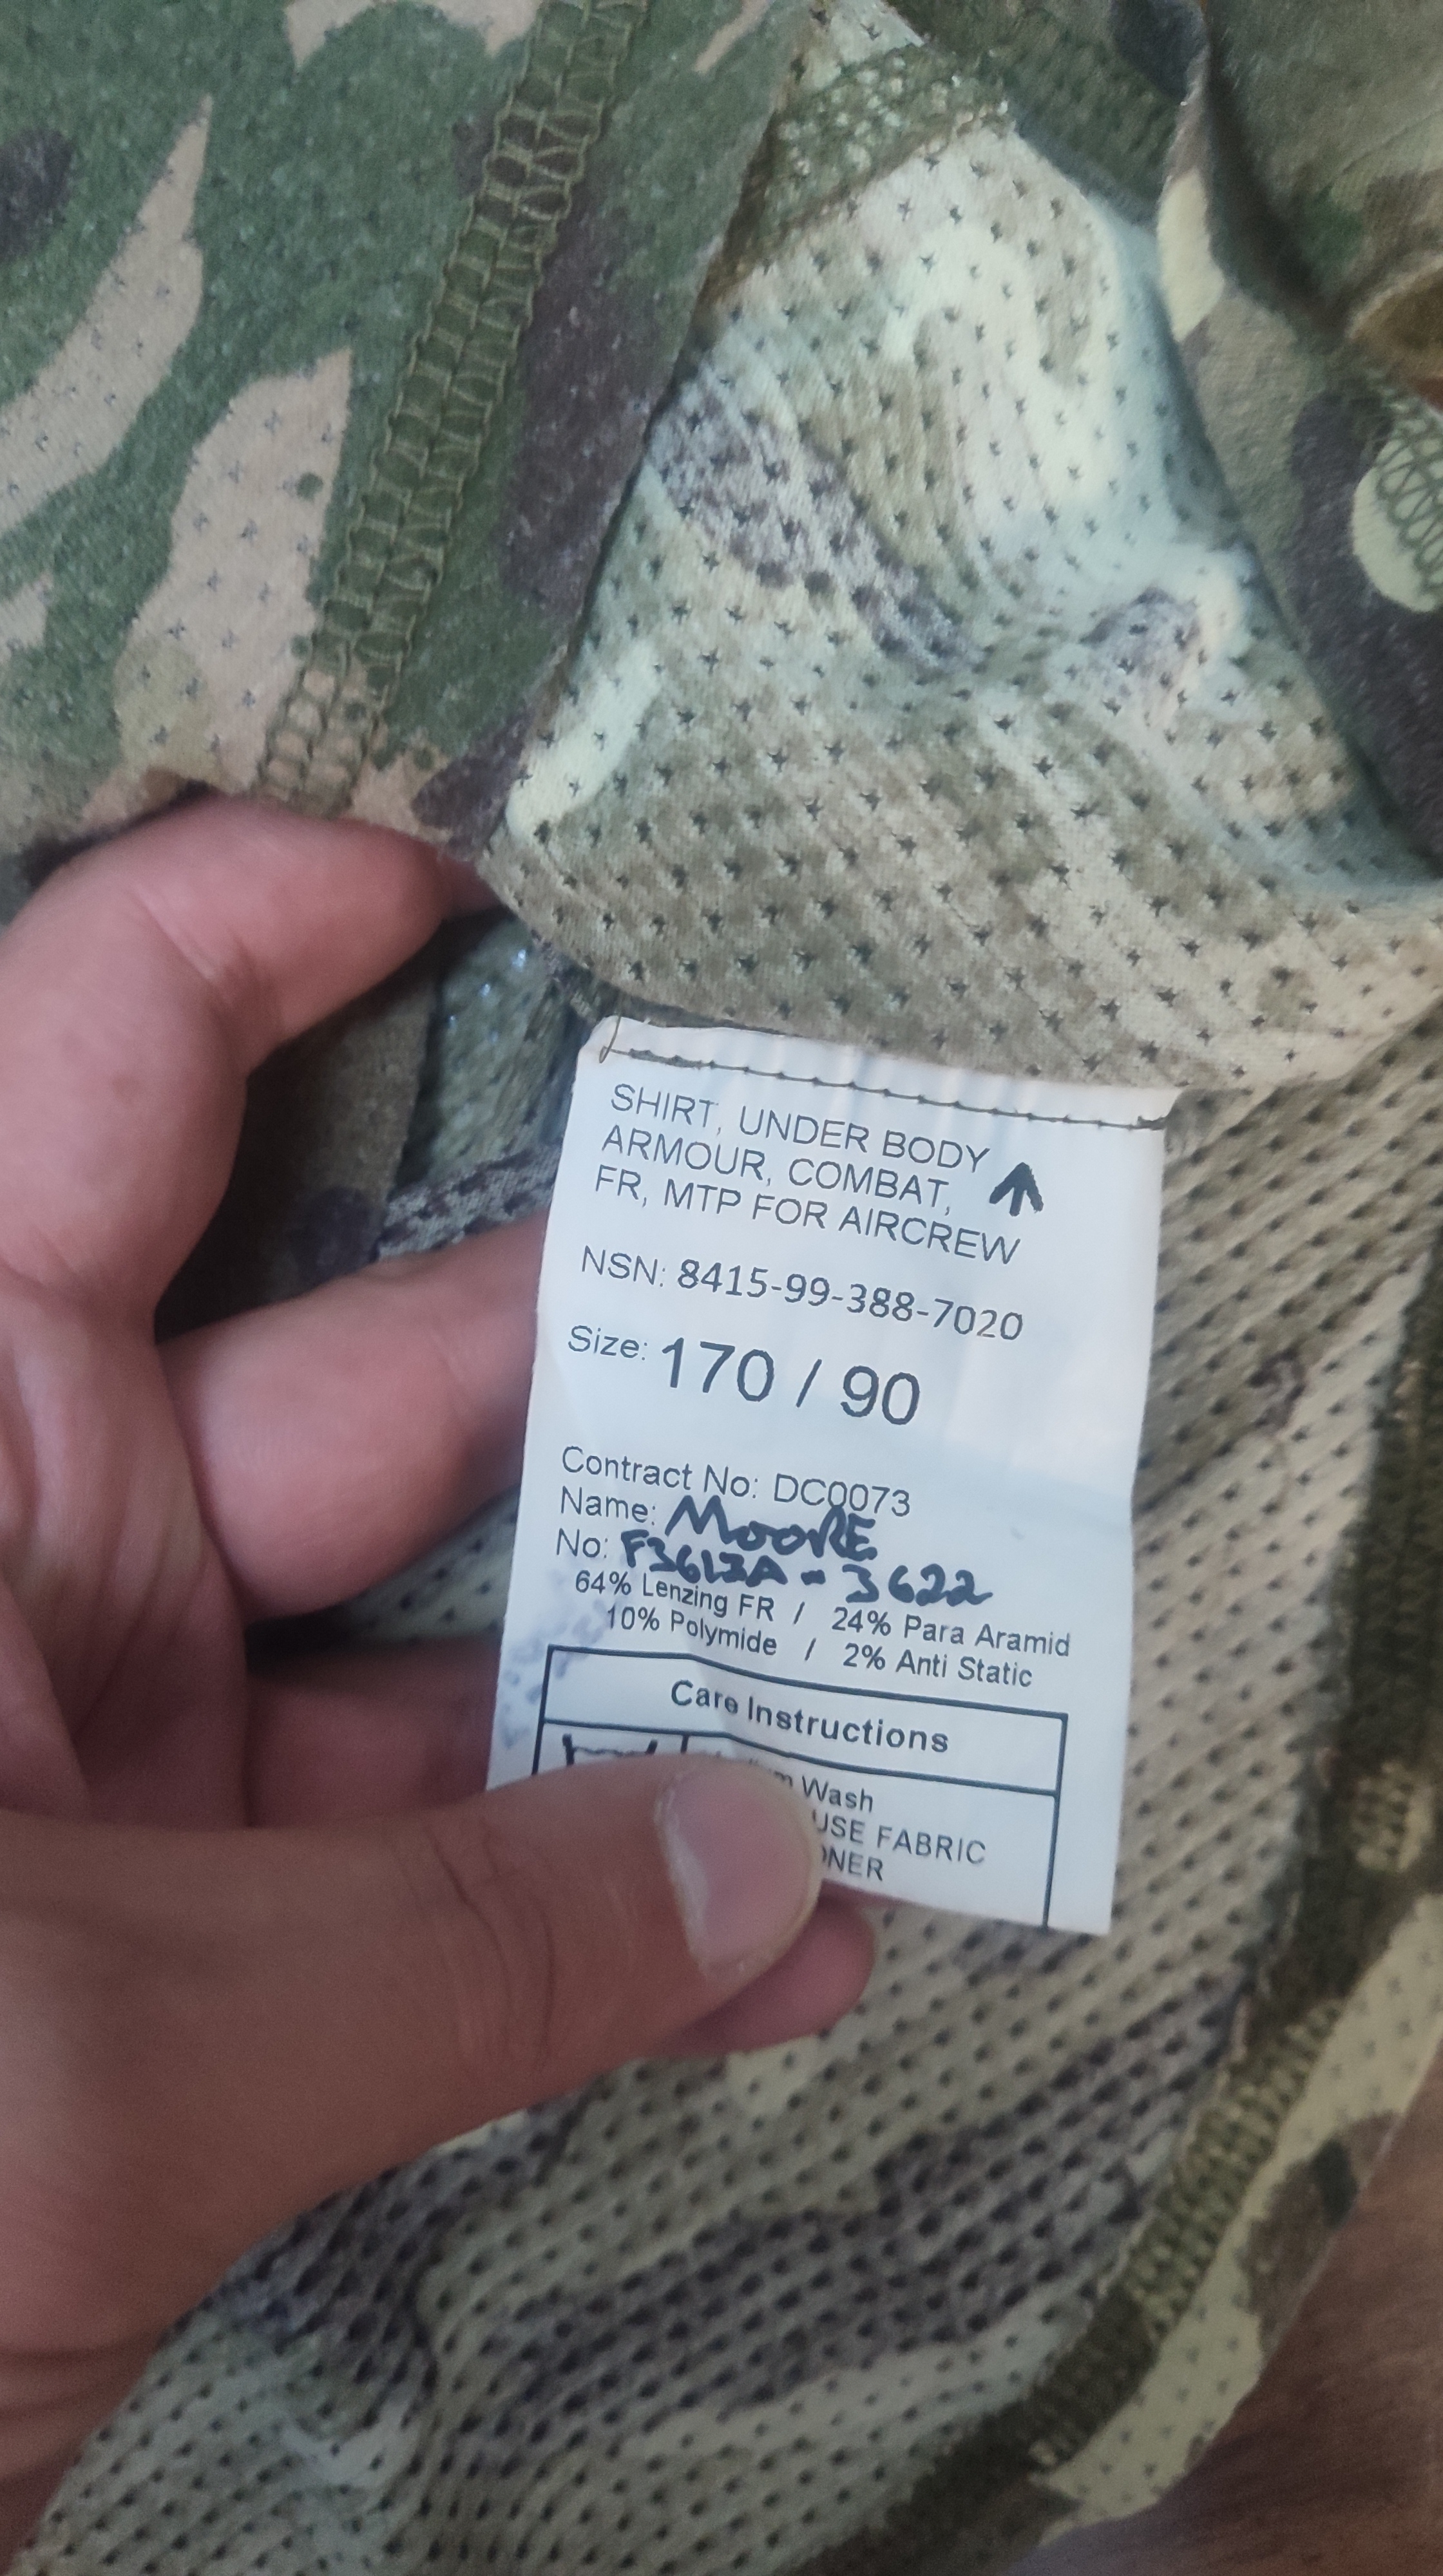 SHIRT, UNDER BODY
ARMOUR, COMBAT,
FR, MTP FOR AIRCREW
NSN: 8415-99-388-7020
Size: 170 / 90
Contract No: DC0073
Name: MOORE
No: F3613A - 3622
64% Lenzing FR / 24% Para Aramid
10% Polymide / 2% Anti Static
Care Instructions
Wash
USE FABRIC